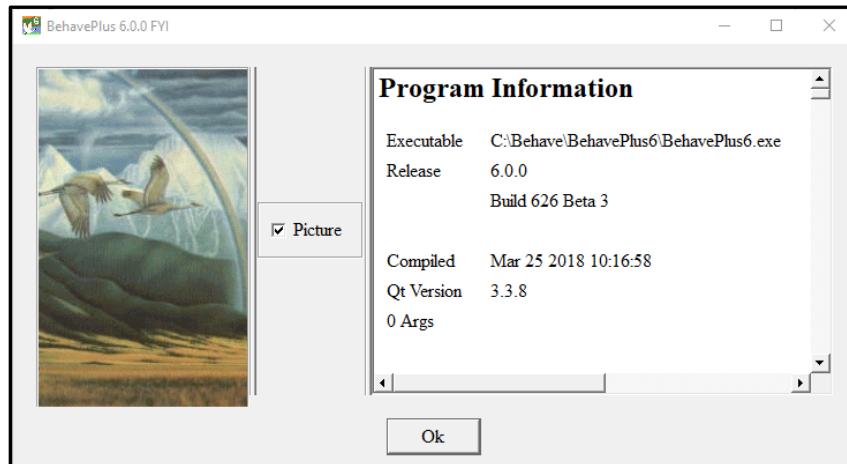 BehavePlus 6.0.0 FYI
Picture
Program Information
Executable C:\Behave\BehavePlus6\BehavePlus6.exe
Release 6.0.0
Build 626 Beta 3
Compiled Mar 25 2018 10:16:58
Qt Version 3.3.8
0 Args
Ok